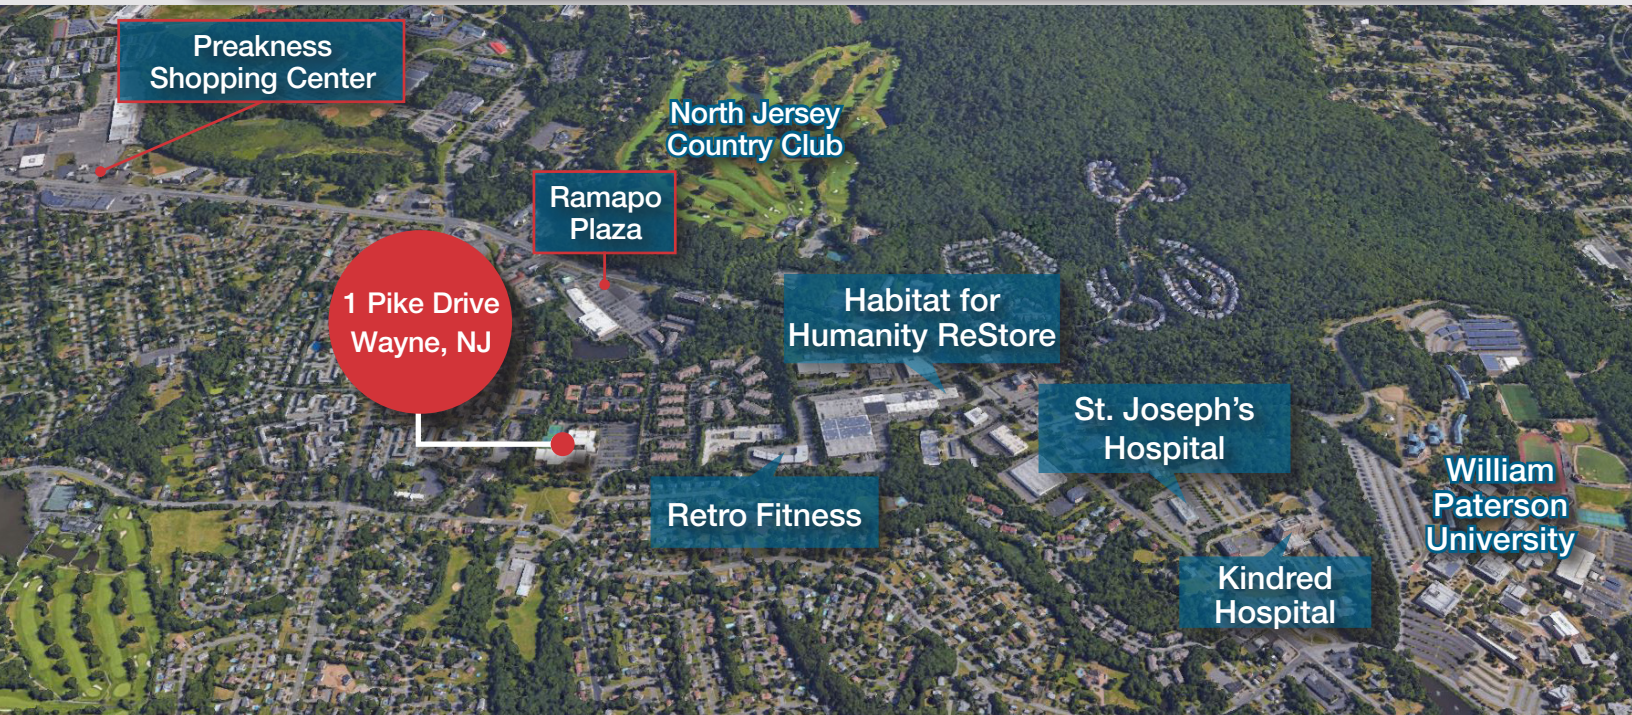 Preakness
Shopping Center
North Jersey
Country Club
Ramapo
Plaza
1 Pike Drive
Wayne, NJ
Habitat for
Humanity ReStore
St. Joseph's
Hospital
William
Paterson
University
Retro Fitness
Kindred
Hospital